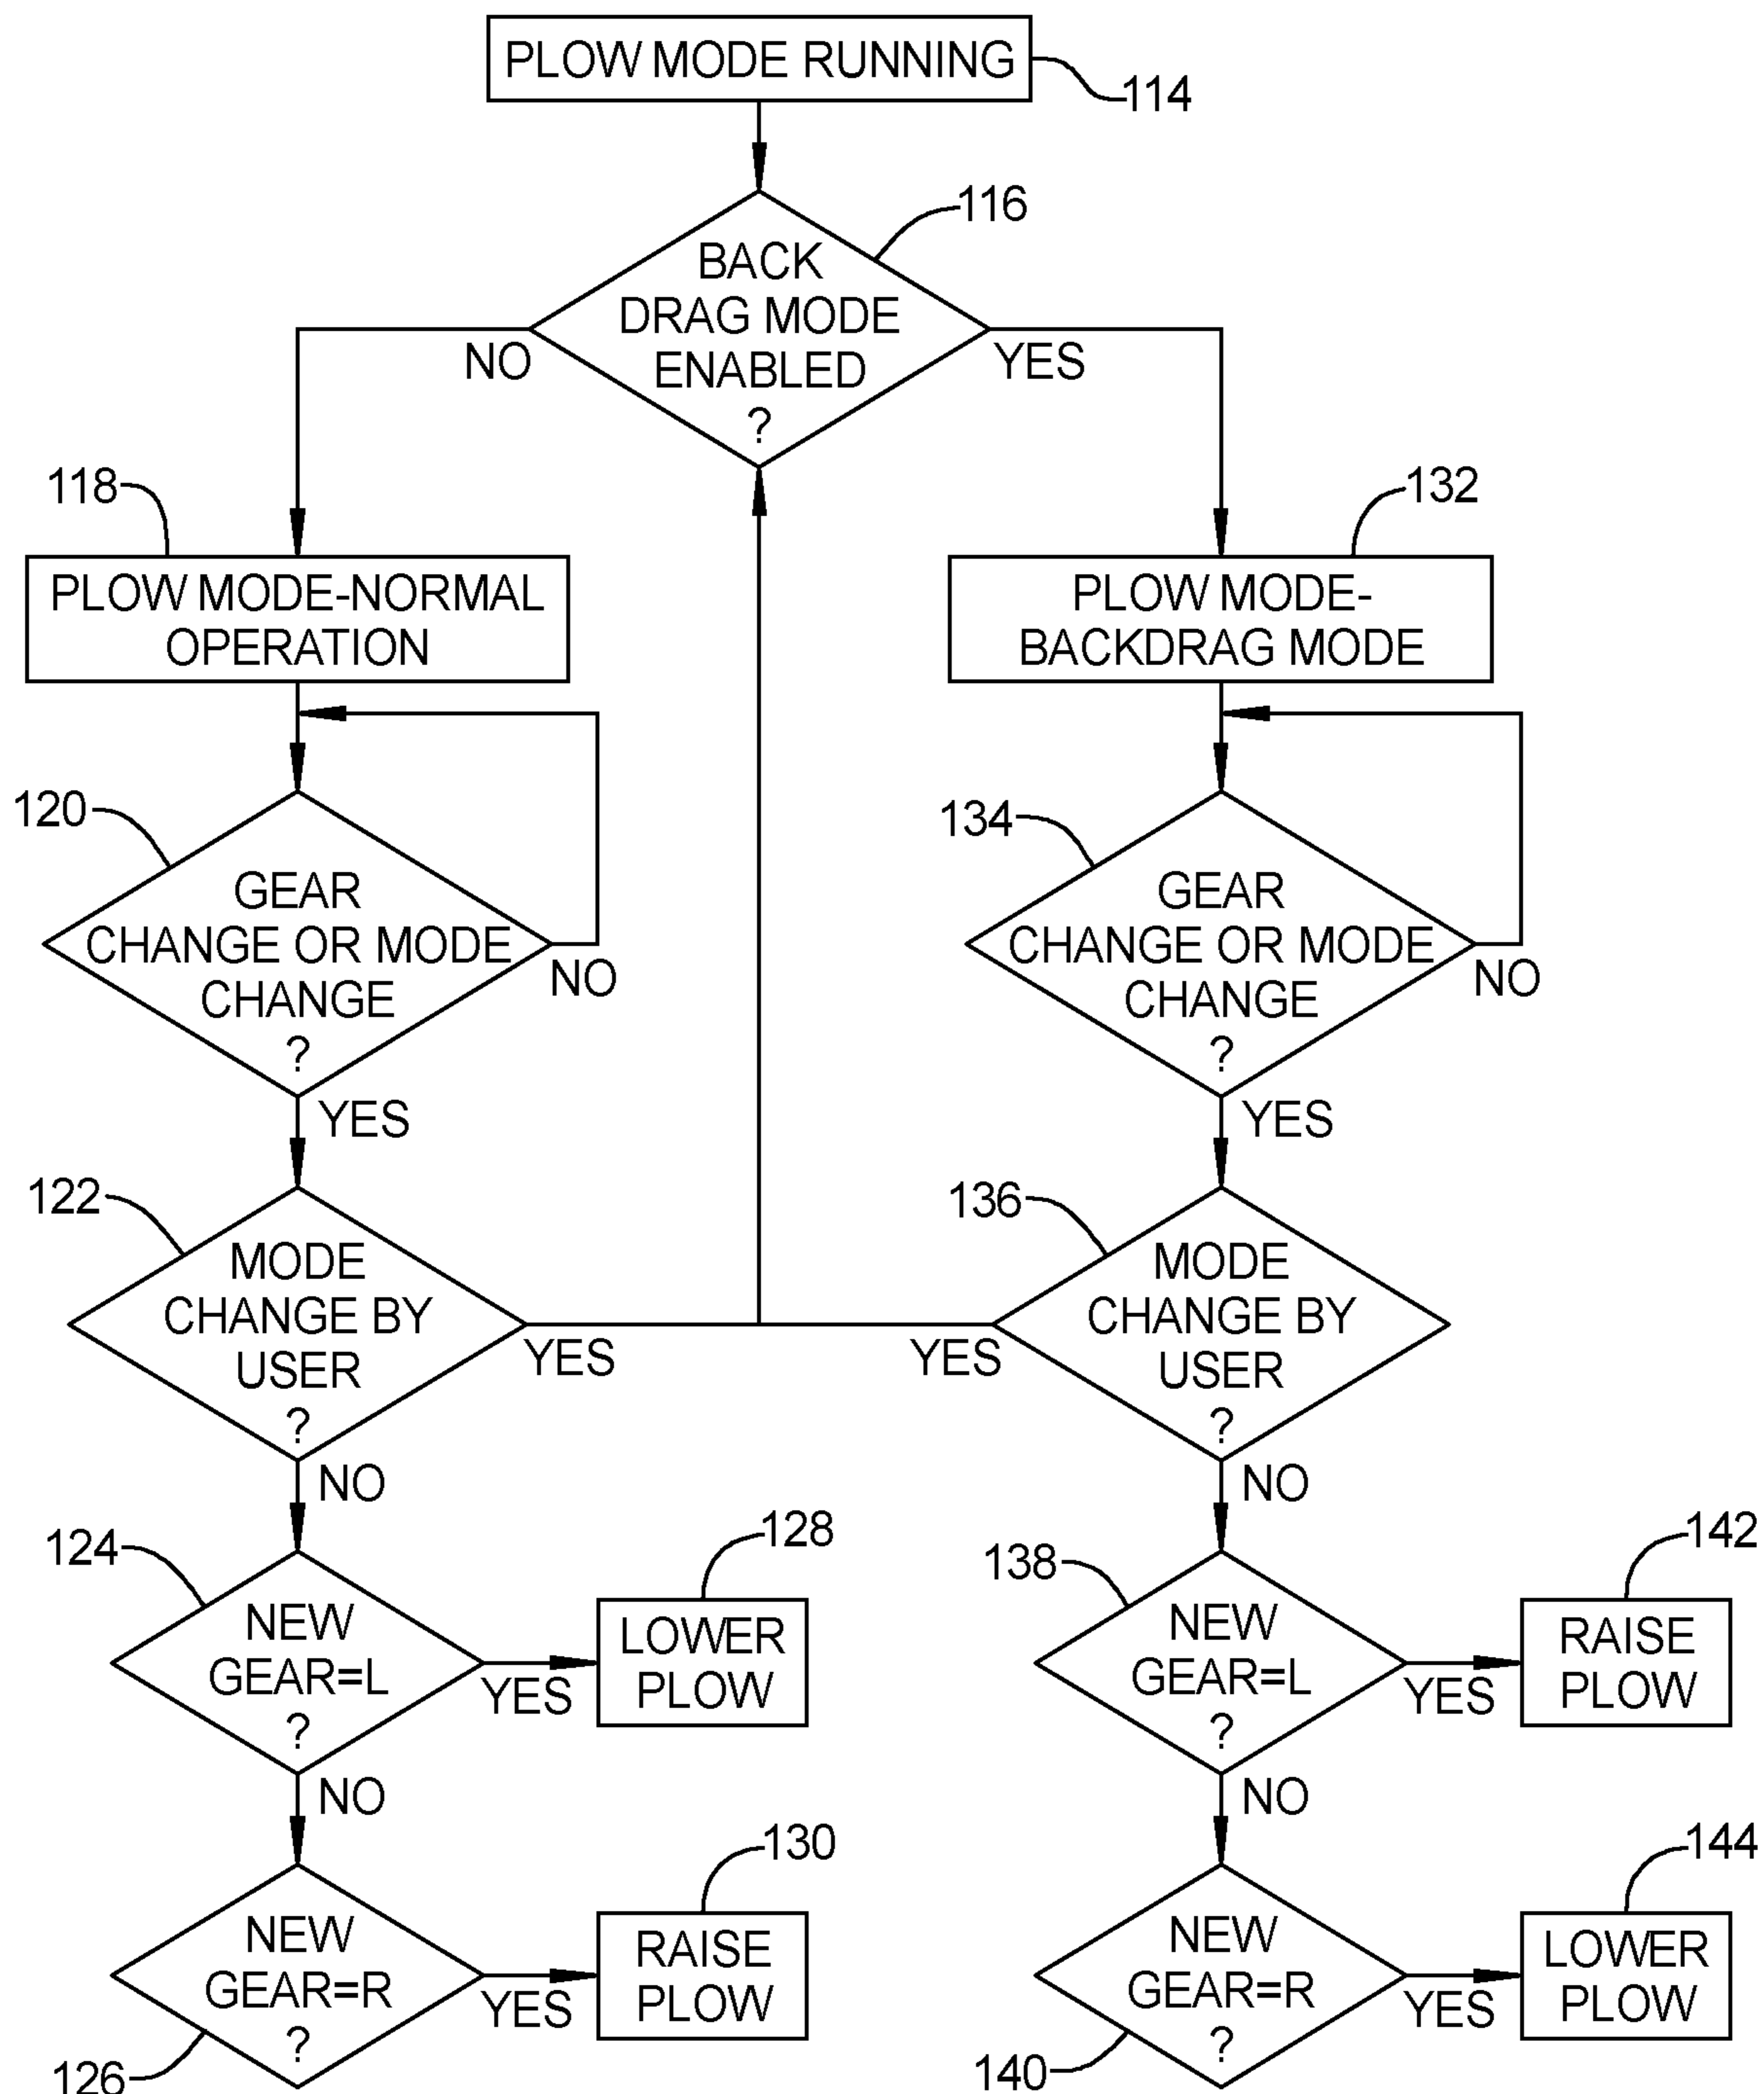 PLOW MODE RUNNING
114
116
BACK
DRAG MODE
ENABLED
?
NO
YES
118
132
PLOW MODE-NORMAL
OPERATION
PLOW MODE-
BACKDRAG MODE
120
134
GEAR
CHANGE OR MODE
CHANGE
?
NO
YES
GEAR
CHANGE OR MODE
CHANGE
?
NO
YES
122
136
MODE
CHANGE BY
USER
?
YES
NO
MODE
CHANGE BY
USER
?
YES
NO
124
128
NEW
GEAR=L
?
YES
NO
LOWER
PLOW
138
142
NEW
GEAR=L
?
YES
NO
RAISE
PLOW
130
NEW
GEAR=R
?
YES
126
RAISE
PLOW
144
NEW
GEAR=R
?
YES
140
LOWER
PLOW